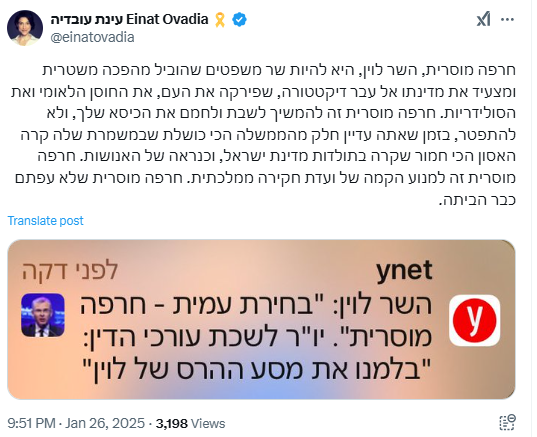 עינת עובדיה Einat Ovadia
@einatovadia
חרפה מוסרית, השר לוין, היא להיות שר משפטים שהוביל מהפכה משטרית
ומצעיד את מדינתו אל עבר דיקטטורה, שפירקה את העם, את החוסן הלאומי ואת
הסולידריות. חרפה מוסרית זה להמשיך לשבת ולחמם את הכיסא שלך, ולא
להתפטר, בזמן שאתה עדיין חלק מהממשלה הכי כושלת שבמשמרת שלה קרה
האסון הכי חמור שקרה בתולדות מדינת ישראל, וכנראה של האנושות. חרפה
מוסרית זה למנוע הקמה של ועדת חקירה ממלכתית. חרפה מוסרית שלא עפתם
כבר הביתה.
Translate post
ynet
לפני דקה
השר לוין: "בחירת עמית - חרפה
מוסרית". יו"ר לשכת עורכי הדין:
"בלמנו את מסע ההרס של לוין"
9:51 PM · Jan 26, 2025 · 3,198 Views